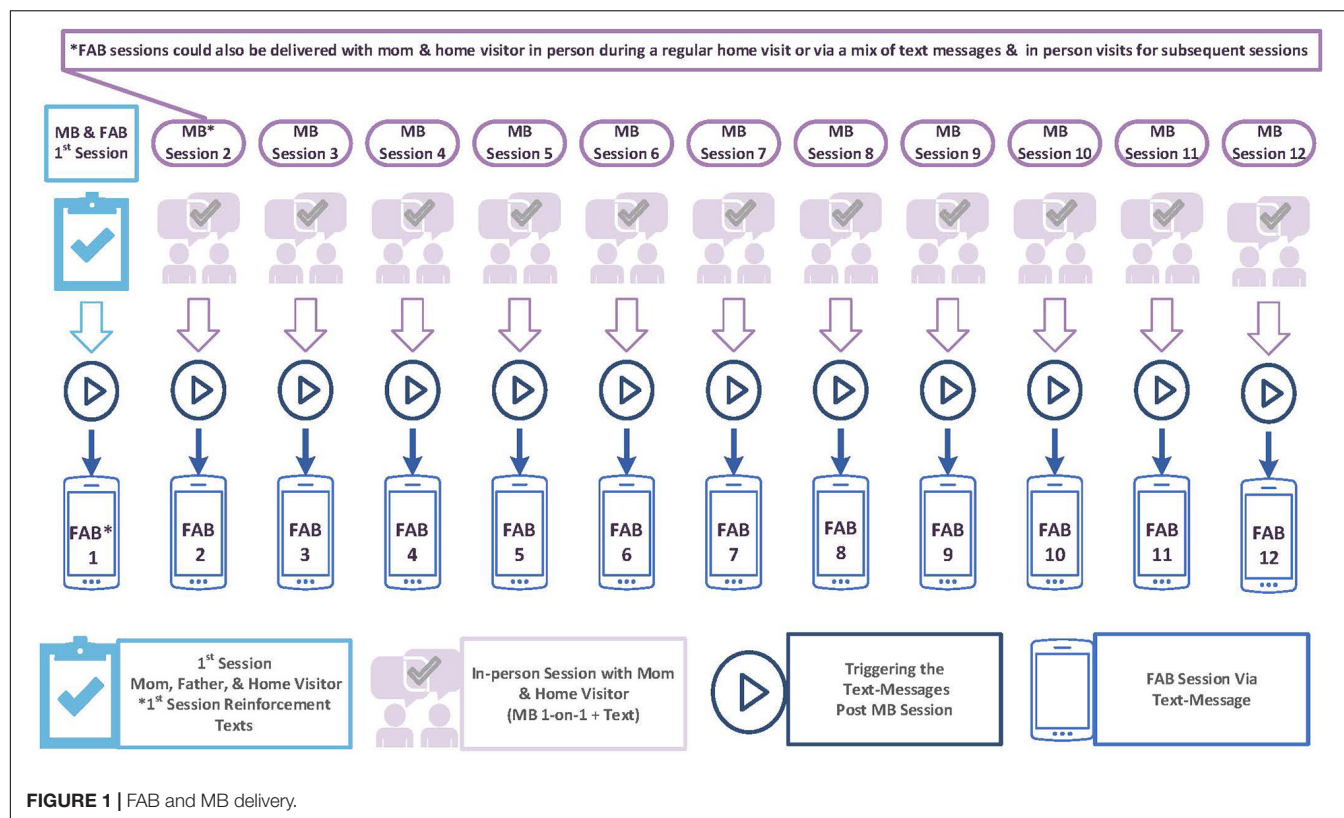 *FAB sessions could also be delivered with mom & home visitor in person during a regular home visit or via a mix of text messages & in person visits for subsequent sessions
MB & FAB
1st Session
MB*
Session 2
MB
Session 3
MB
Session 4
MB
Session 5
MB
Session 6
MB
Session 7
MB
Session 8
MB
Session 9
MB
Session 10
MB
Session 11
MB
Session 12
FAB*
1
FAB
2
FAB
3
FAB
4
FAB
5
FAB
6
FAB
7
FAB
8
FAB
9
FAB
10
FAB
11
FAB
12
1st Session
Mom, Father, & Home Visitor
*1st Session Reinforcement
Texts
In-person Session with Mom
& Home Visitor
(MB 1-on-1 + Text)
Triggering the
Text-Messages
Post MB Session
FAB Session Via
Text-Message
FIGURE 1 | FAB and MB delivery.